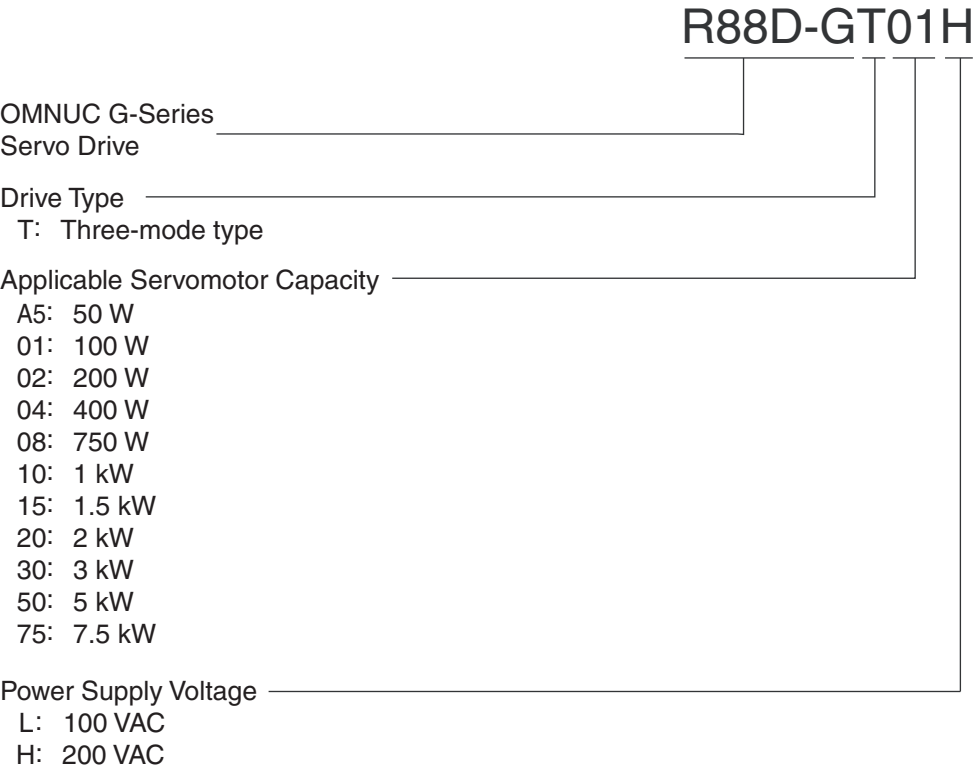 R88D-GT01H
OMNUC G-Series
Servo Drive
Drive Type
T: Three-mode type
Applicable Servomotor Capacity
A5: 50 W
01: 100 W
02: 200 W
04: 400 W
08: 750 W
10: 1 kW
15: 1.5 kW
20: 2 kW
30: 3 kW
50: 5 kW
75: 7.5 kW
Power Supply Voltage
L: 100 VAC
H: 200 VAC